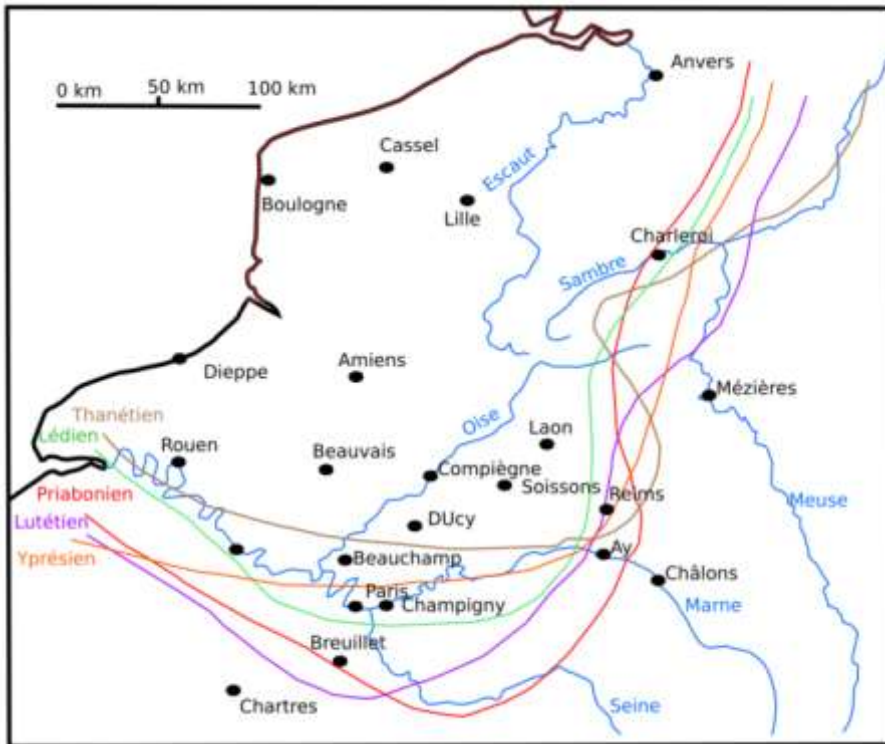 Anvers
0 km 50 km 100 km
Cassel
Escaut
Boulogne
Lille
Charleroi
Sambre
Dieppe
Amiens
Mézières
Thanétien
Oise
Laon
Lédien
Rouen
Beauvais
Compiègne
Soissons
Reims
Priabonien
Meuse
Lutétien
DUcy
Yprésien
Beauchamp
Ay
Châlons
Paris
Champigny
Marne
Breuillet
Chartres
Seine